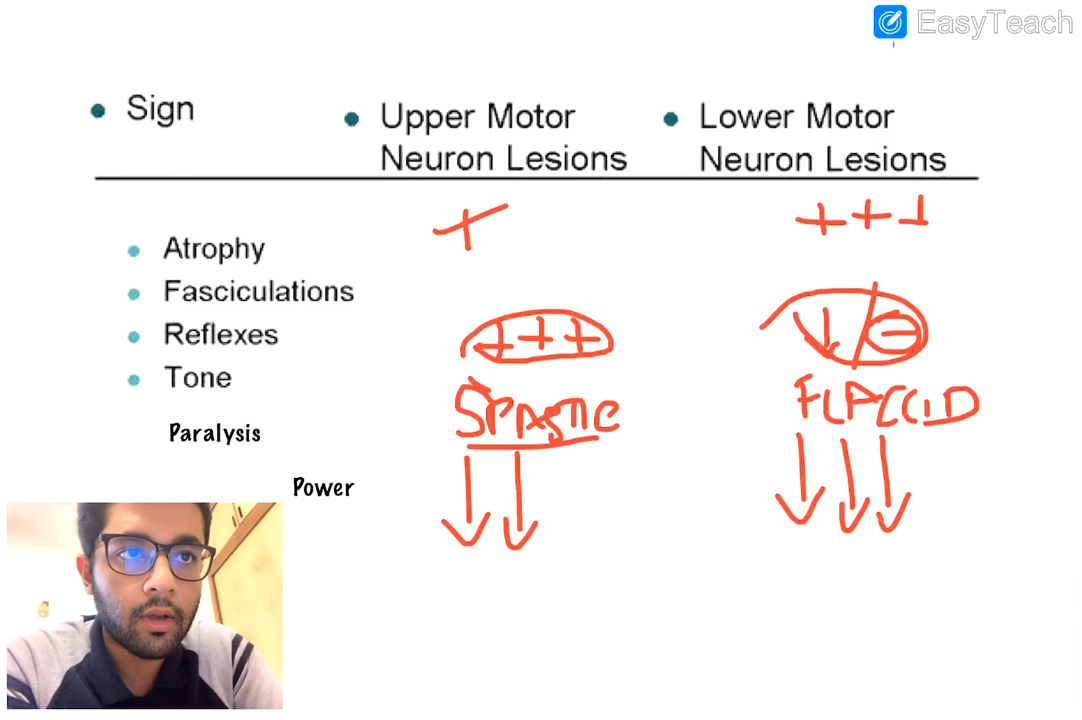 EasyTeach
Sign
Upper Motor
Neuron Lesions
Lower Motor
Neuron Lesions
+
+++
Atrophy
Fasciculations
Reflexes
+++
↓/−
Tone
SPASTIC
FLACCID
Paralysis
↓↓
↓↓↓
Power